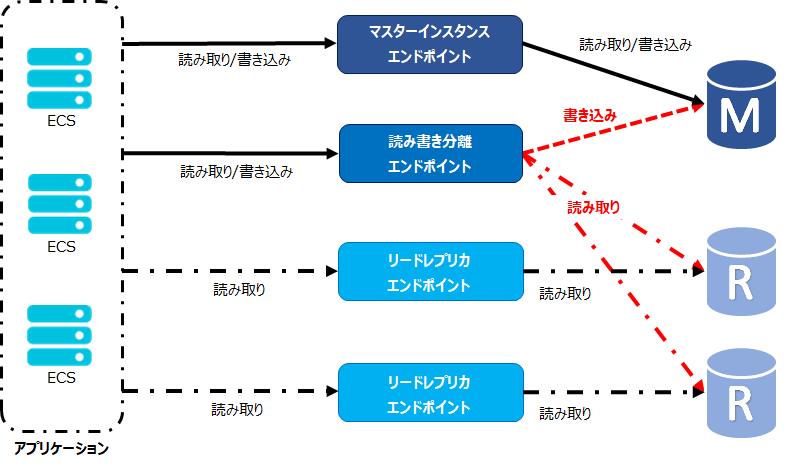 マスターインスタンス
エンドポイント
読み取り/書き込み
読み取り/書き込み
ECS
M
書き込み
読み書き分離
エンドポイント
読み取り/書き込み
読み取り
ECS
リードレプリカ
エンドポイント
読み取り
読み取り
R
ECS
リードレプリカ
エンドポイント
読み取り
読み取り
R
アプリケーション